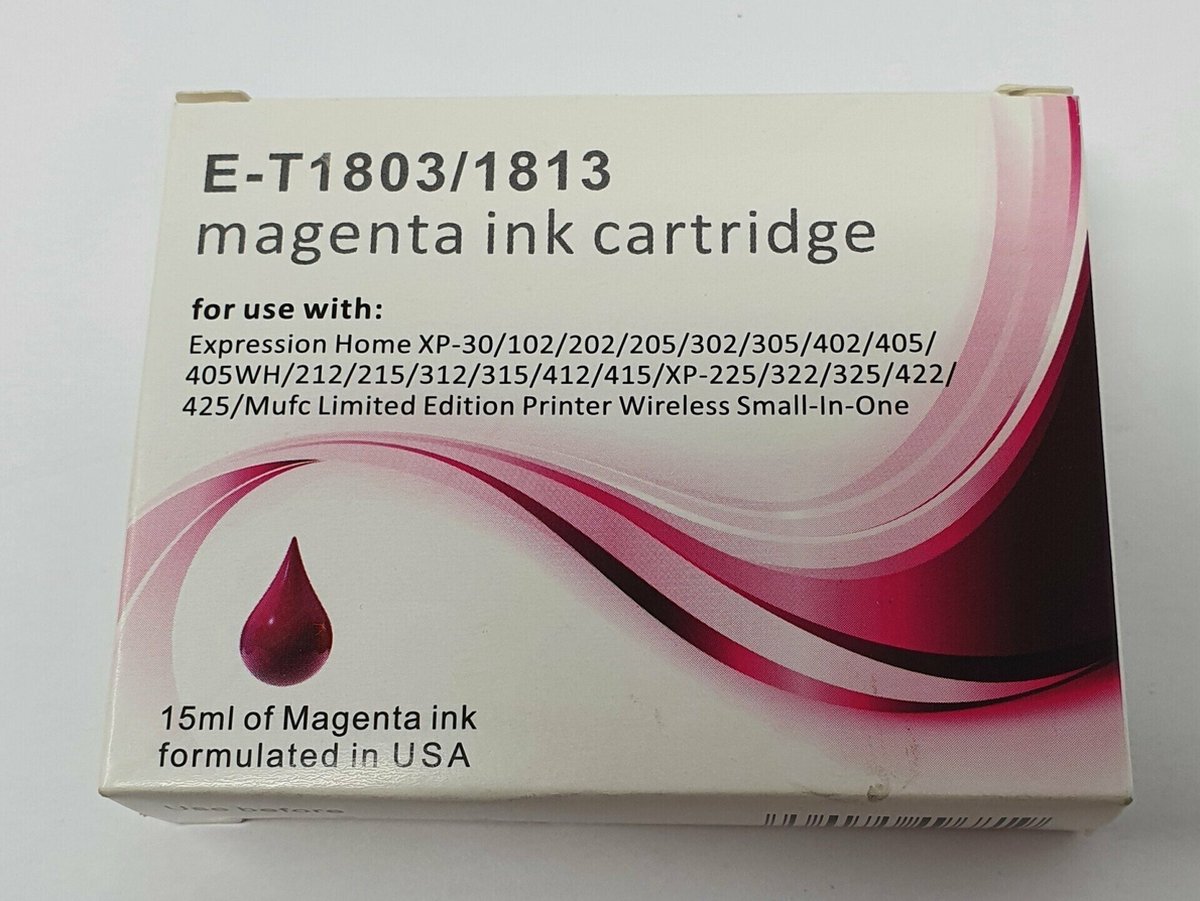 E-T1803/1813
magenta ink cartridge
for use with:
Expression Home XP-30/102/202/205/302/305/402/405/
405WH/212/215/312/315/412/415/XP-225/322/325/422/
425/Mufc Limited Edition Printer Wireless Small-In-One
15ml of Magenta ink
formulated in USA
Use before